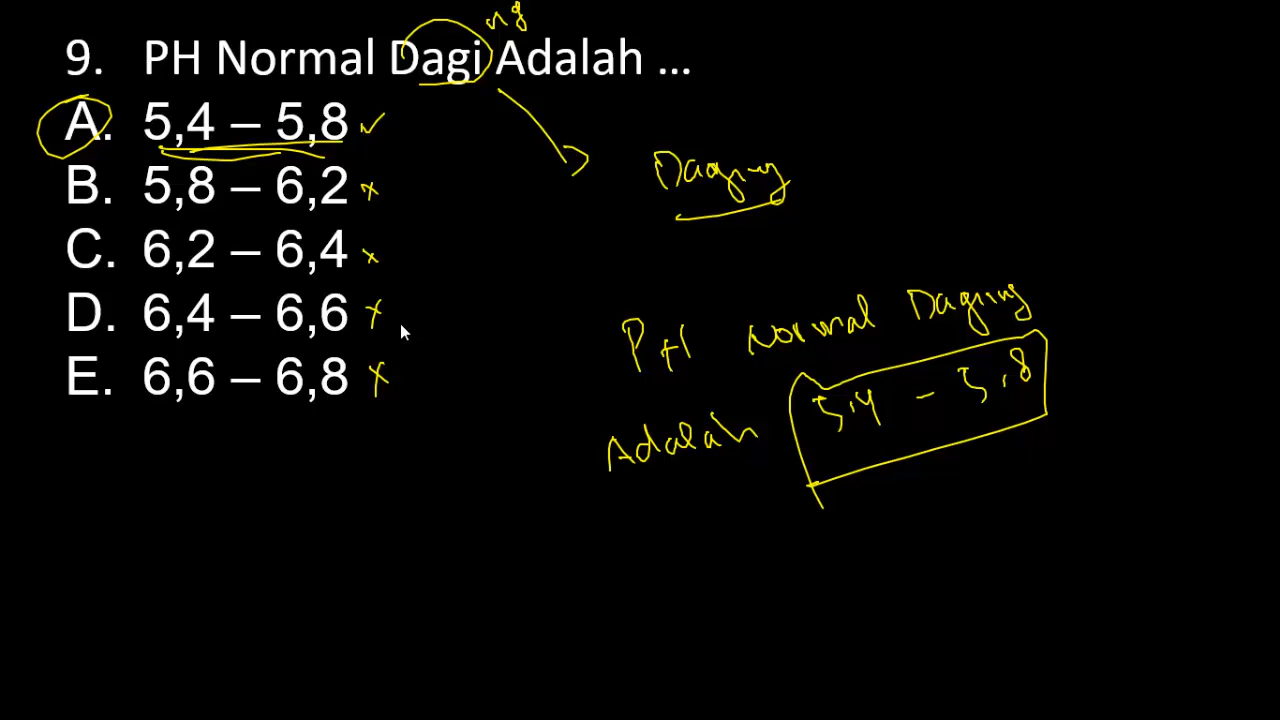 9. PH Normal Dagi Adalah ...
ng
A. 5,4 – 5,8 ✓
B. 5,8 – 6,2 x
C. 6,2 – 6,4 x
D. 6,4 – 6,6 x
E. 6,6 – 6,8 x
Daging
PH Normal Daging
Adalah 5,4 – 5,8